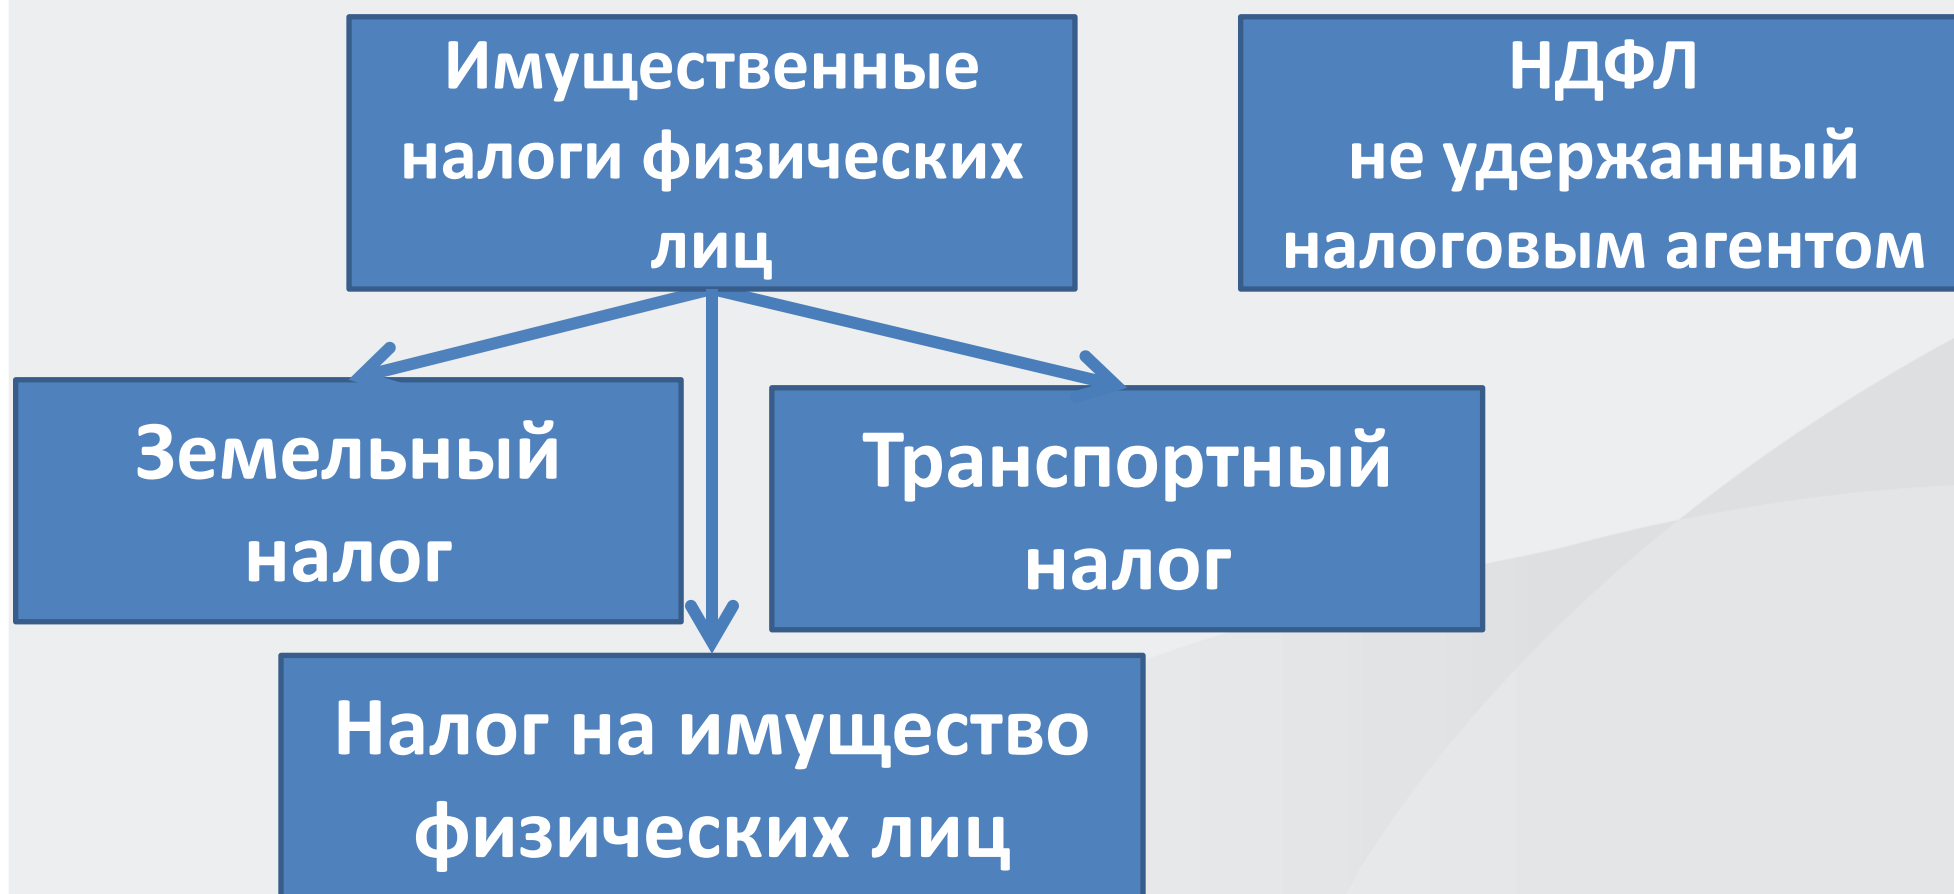 Имущественные
налоги физических
лиц
НДФЛ
не удержанный
налоговым агентом
Земельный
налог
Транспортный
налог
Налог на имущество
физических лиц